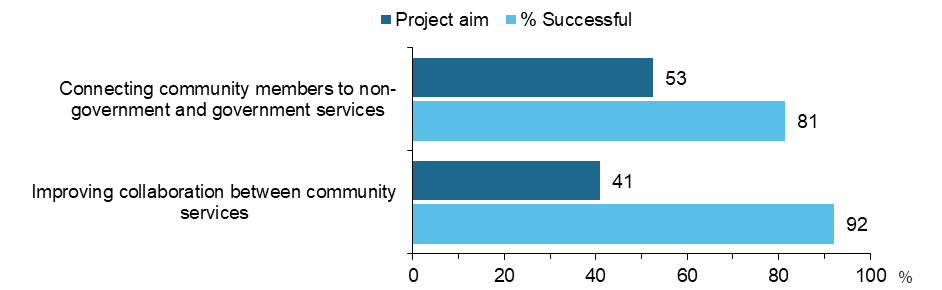 Project aim % Successful
Connecting community members to non-
government and government services
53
81
Improving collaboration between community
services
41
92
0 20 40 60 80 100 %